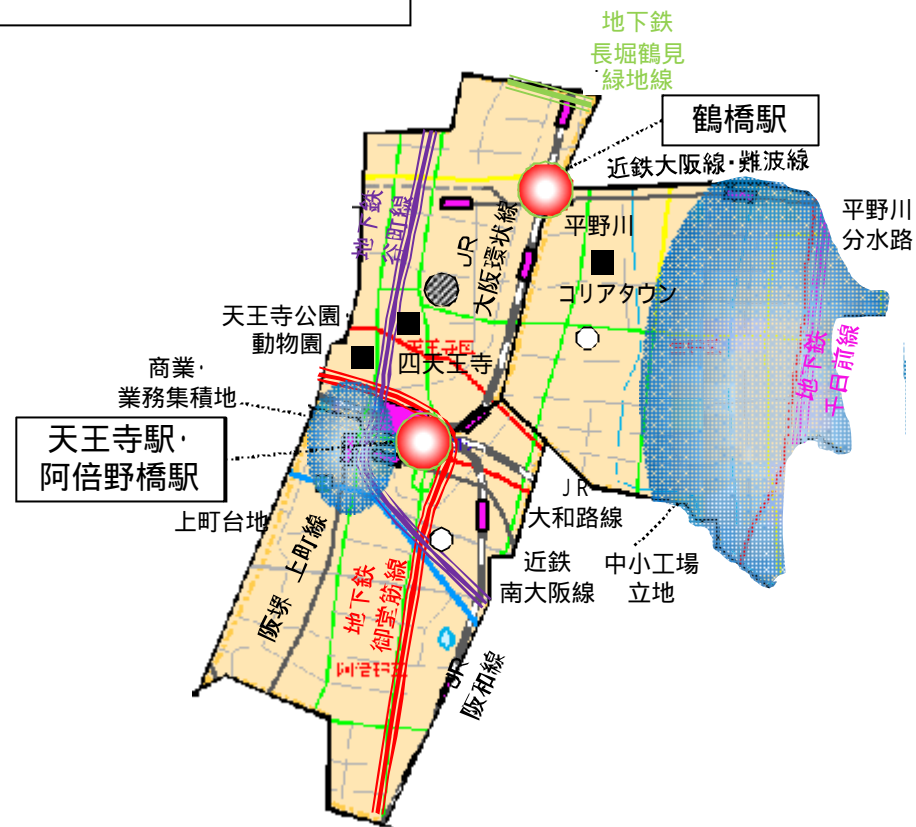 地下鉄
長堀鶴見
緑地線
鶴橋駅
近鉄大阪線・難波線
平野川
分水路
地下鉄
谷町線
JR
大阪環状線
平野川
コリアタウン
天王寺公園・
動物園
四天王寺
商業・
業務集積地
地下鉄
千日前線
天王寺駅・
阿倍野橋駅
上町台地
JR
大和路線
近鉄
南大阪線
中小工場
立地
阪堺 上町線
地下鉄
御堂筋線
JR
阪和線